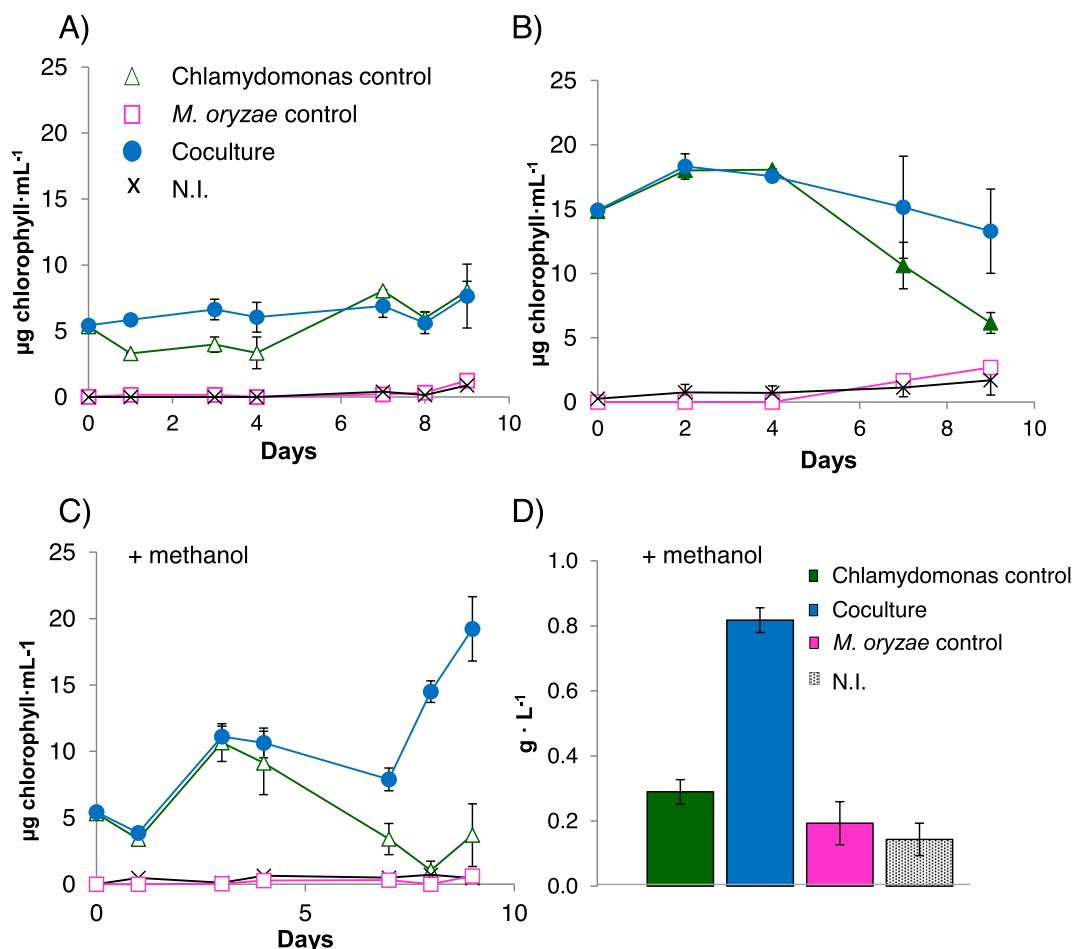 A)
25
20
15
10
5
0
0 2 4 6 8 10
Days
µg chlorophyll·mL-1
Chlamydomonas control
M. oryzae control
Coculture
N.I.
B)
25
20
15
10
5
0
0 2 4 6 8 10
Days
µg chlorophyll·mL-1
C)
+ methanol
25
20
15
10
5
0
0 5 10
Days
µg chlorophyll·mL-1
D)
+ methanol
1.0
0.8
0.6
0.4
0.2
0.0
g · L-1
Chlamydomonas control
Coculture
M. oryzae control
N.I.